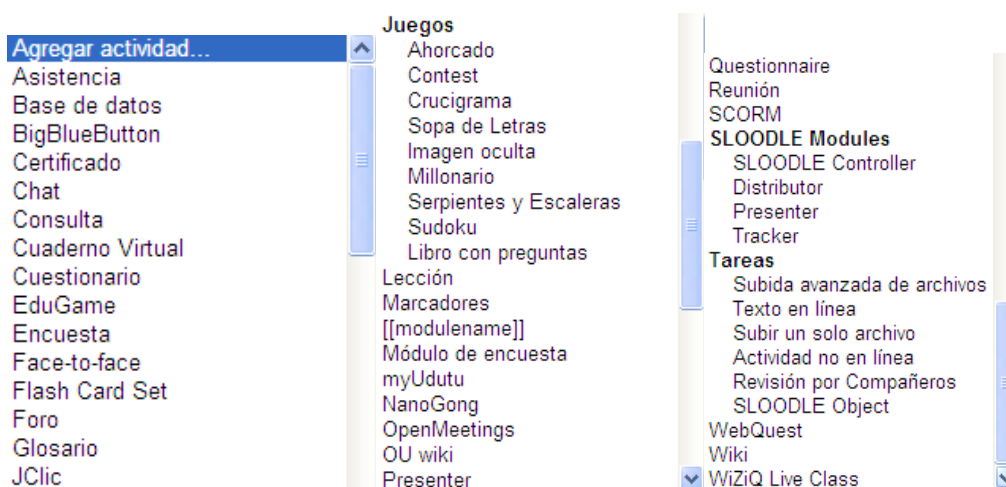 Agregar actividad...
Asistencia
Base de datos
BigBlueButton
Certificado
Chat
Consulta
Cuaderno Virtual
Cuestionario
EduGame
Encuesta
Face-to-face
Flash Card Set
Foro
Glosario
JClic
Juegos
Ahorcado
Contest
Crucigrama
Sopa de Letras
Imagen oculta
Millonario
Serpientes y Escaleras
Sudoku
Libro con preguntas
Lección
Marcadores
[[modulename]]
Módulo de encuesta
myUdutu
NanoGong
OpenMeetings
OU wiki
Presenter
Questionnaire
Reunión
SCORM
SLOODLE Modules
SLOODLE Controller
Distributor
Presenter
Tracker
Tareas
Subida avanzada de archivos
Texto en línea
Subir un solo archivo
Actividad no en línea
Revisión por Compañeros
SLOODLE Object
WebQuest
Wiki
WiZiQ Live Class